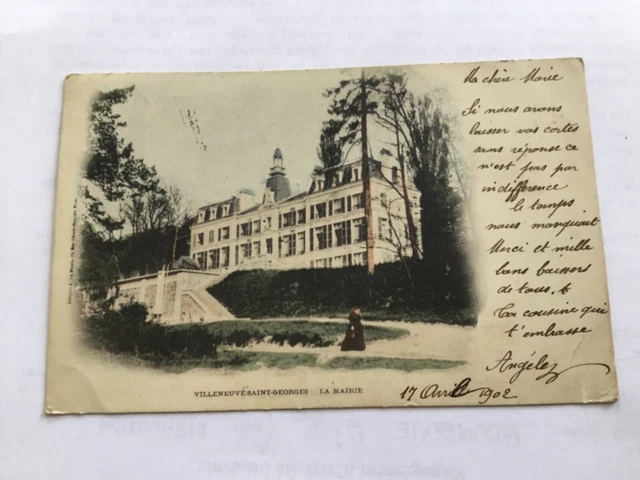 Ma chère Marie
Si nous avons
laisser vos cartes
sans réponse ce
n'est pas par
indifférence
le temps
nous manquait
Merci et mille
bons baisers
de tous,
Ta cousine qui
t'embrasse
Angélez
17 Avril 1902
VILLENEUVE-SAINT-GEORGES LA MAIRIE